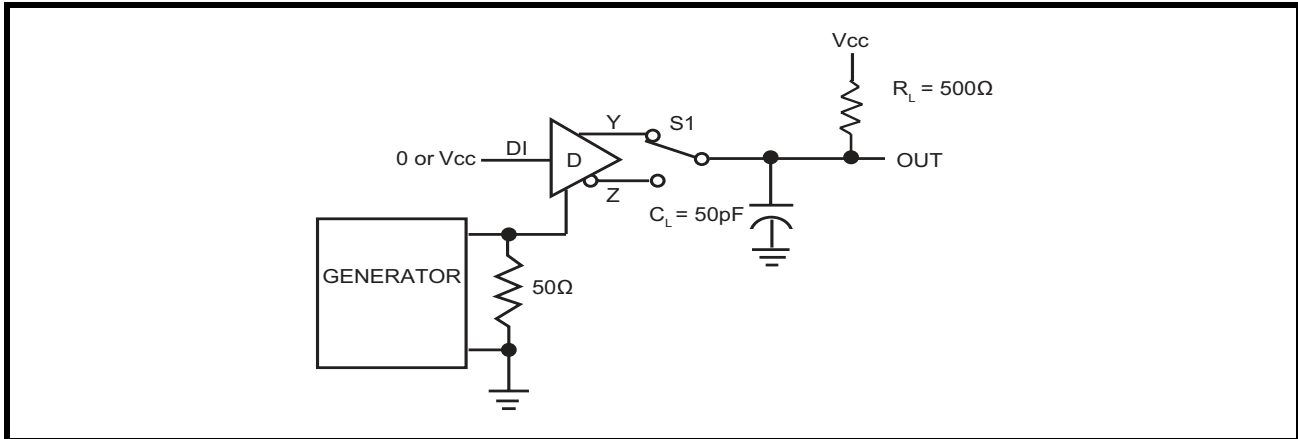 Vcc
R_L = 500Ω
Y
S1
0 or Vcc
DI
D
OUT
Z
C_L = 50pF
GENERATOR
50Ω